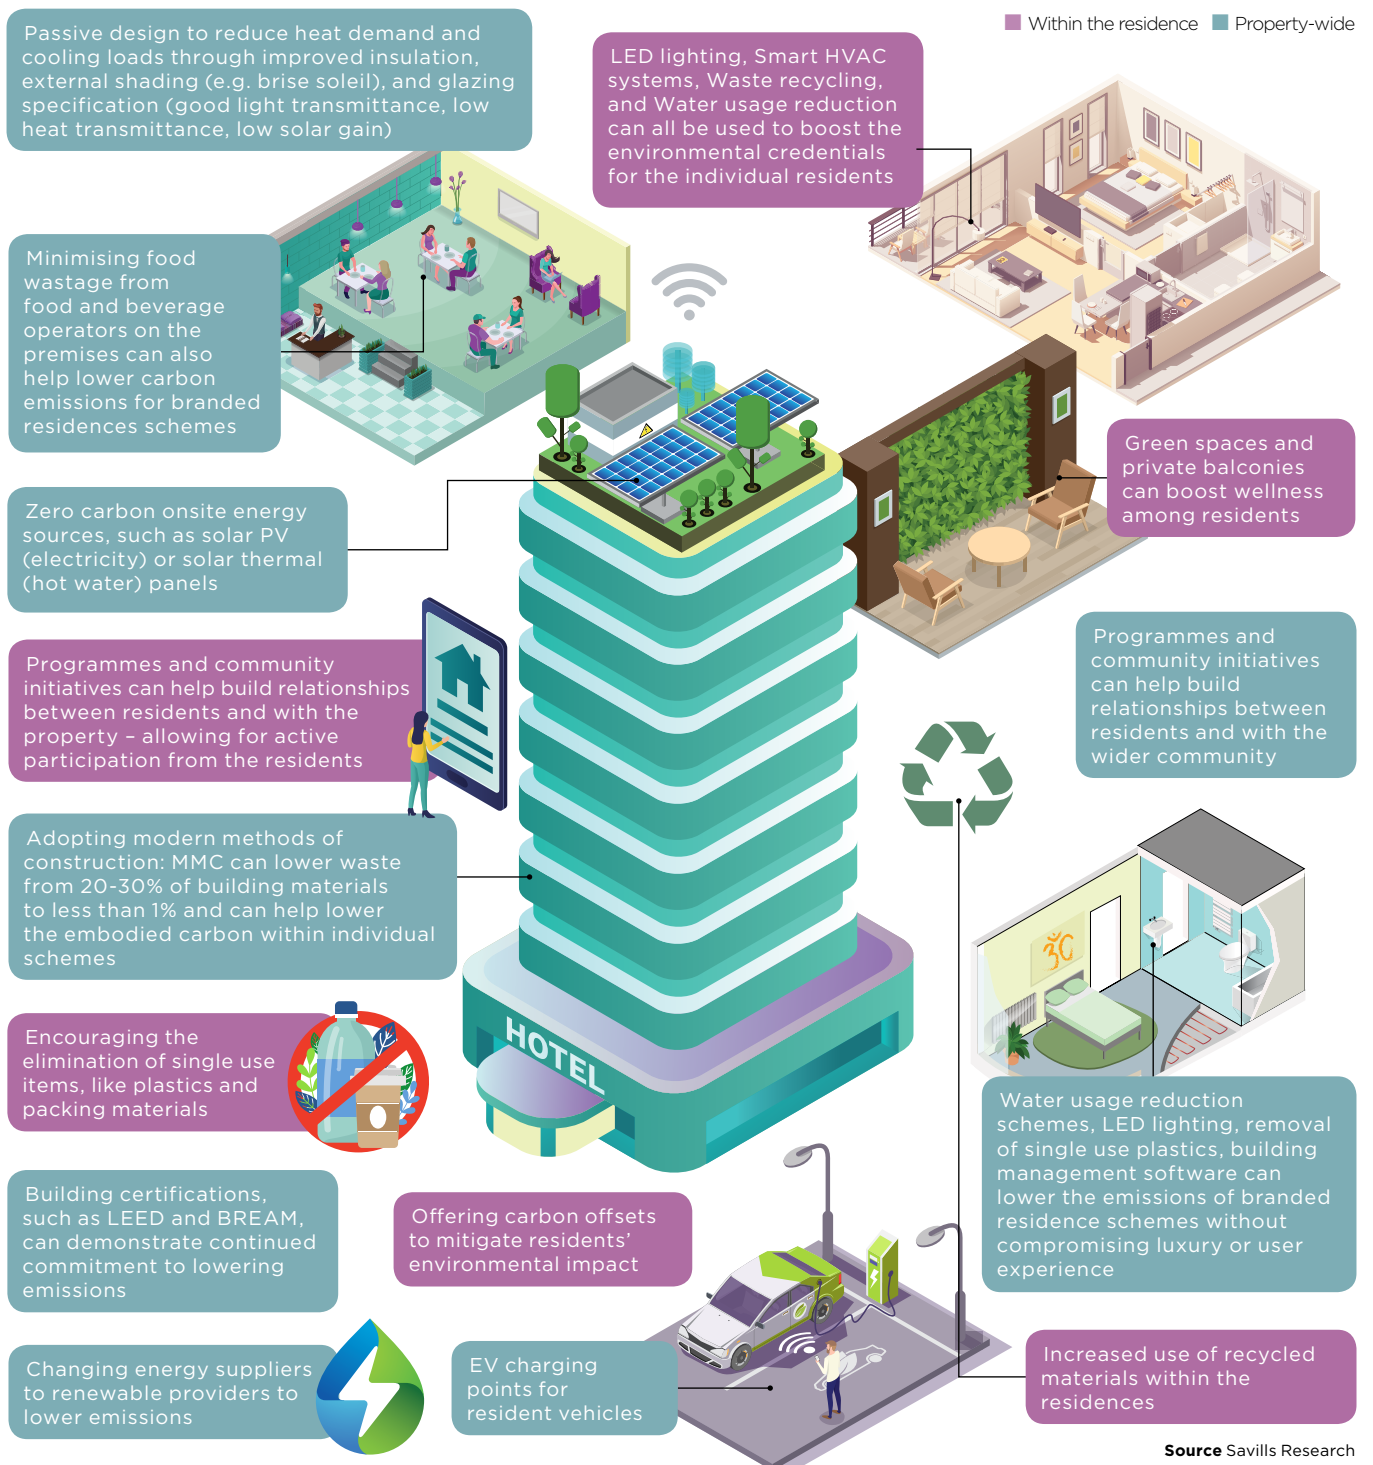 Within the residence
Property-wide
Passive design to reduce heat demand and
cooling loads through improved insulation,
external shading (e.g. brise soleil), and glazing
specification (good light transmittance, low
heat transmittance, low solar gain)
LED lighting, Smart HVAC
systems, Waste recycling,
and Water usage reduction
can all be used to boost the
environmental credentials
for the individual residents
Minimising food
wastage from
food and beverage
operators on the
premises can also
help lower carbon
emissions for branded
residences schemes
Green spaces and
private balconies
can boost wellness
among residents
Zero carbon onsite energy
sources, such as solar PV
(electricity) or solar thermal
(hot water) panels
Programmes and community
initiatives can help build relationships
between residents and with the
property – allowing for active
participation from the residents
Programmes and
community initiatives
can help build
relationships between
residents and with the
wider community
Adopting modern methods of
construction: MMC can lower waste
from 20-30% of building materials
to less than 1% and can help lower
the embodied carbon within individual
schemes
ॐ
HOTEL
Encouraging the
elimination of single use
items, like plastics and
packing materials
Water usage reduction
schemes, LED lighting, removal
of single use plastics, building
management software can
lower the emissions of branded
residence schemes without
compromising luxury or user
experience
Building certifications,
such as LEED and BREAM,
can demonstrate continued
commitment to lowering
emissions
Offering carbon offsets
to mitigate residents’
environmental impact
Changing energy suppliers
to renewable providers to
lower emissions
EV charging
points for
resident vehicles
Increased use of recycled
materials within the
residences
Source Savills Research